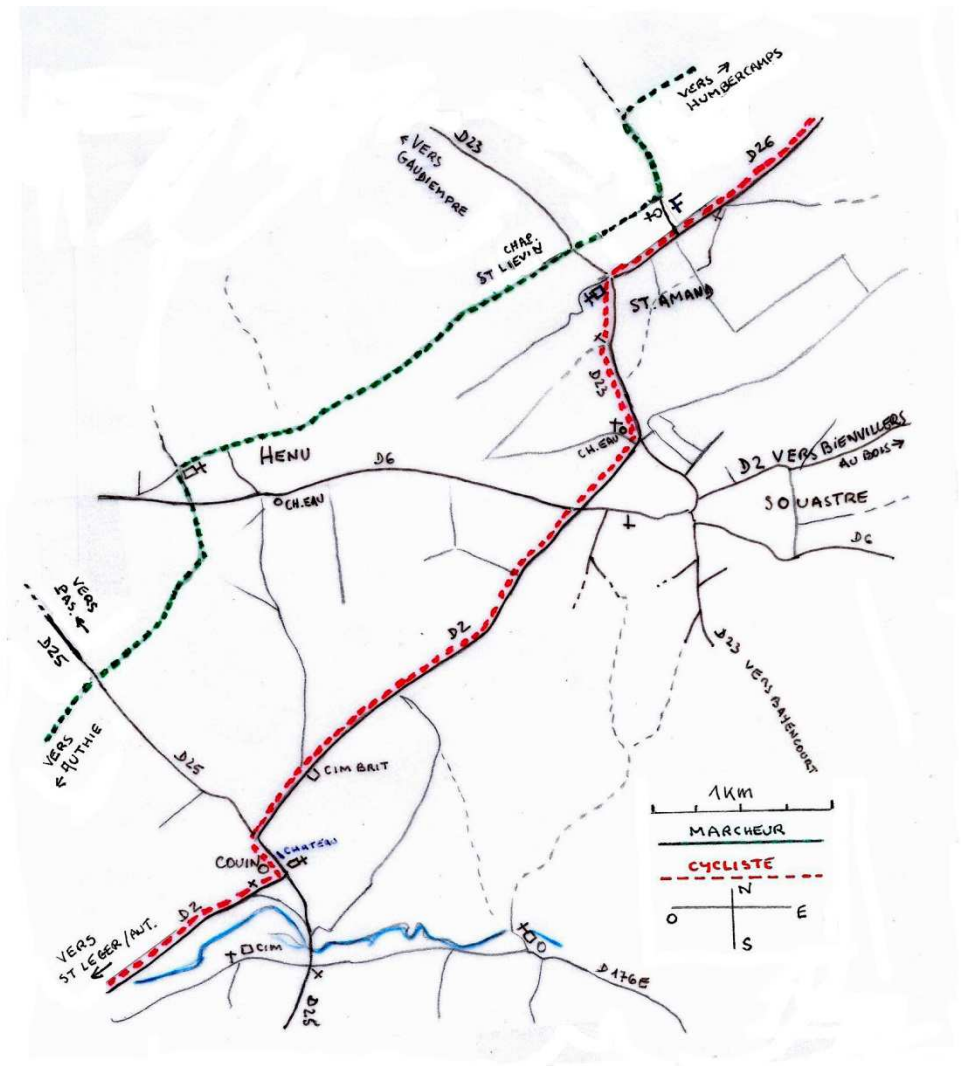 VERS →
HUMBERCAMPS
D23
← VERS
GAUDIEMPRE
D26
F
CHAP.
ST LIEVIN
ST. AMAND
D23
HENU
D6
CH.EAU
CH.EAU
D2 VERS BIENVILLERS
AU BOIS →
SOUASTRE
D6
VERS
PAS. ←
D25
D2
D23 VERS BAYENCOURT
VERS
← AUTHIE
D25
CIM BRIT
1KM
MARCHEUR
CHATEAU
COUIN
CYCLISTE
N
O E
S
D2
VERS
ST LEGER/AUT.
←
CIM
D176E
D25